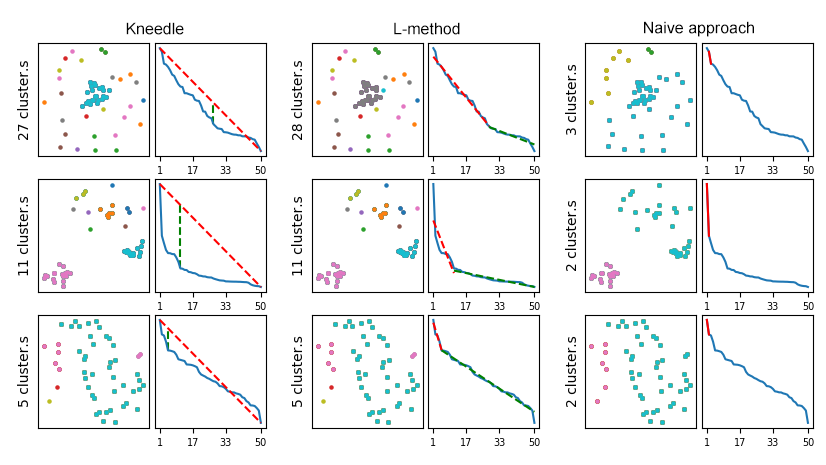 Kneedle L-method Naive approach
27 cluster.s 28 cluster.s 3 cluster.s
1 17 33 50 1 17 33 50 1 17 33 50
11 cluster.s 11 cluster.s 2 cluster.s
1 17 33 50 1 17 33 50 1 17 33 50
5 cluster.s 5 cluster.s 2 cluster.s
1 17 33 50 1 17 33 50 1 17 33 50